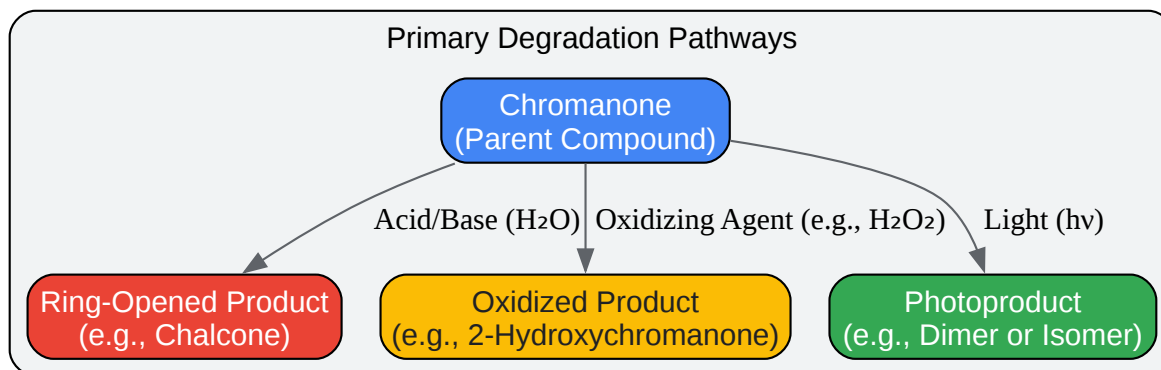 Primary Degradation Pathways
Chromanone
(Parent Compound)
Acid/Base (H₂O)
Oxidizing Agent (e.g., H₂O₂)
Light (hν)
Ring-Opened Product
(e.g., Chalcone)
Oxidized Product
(e.g., 2-Hydroxychromanone)
Photoproduct
(e.g., Dimer or Isomer)